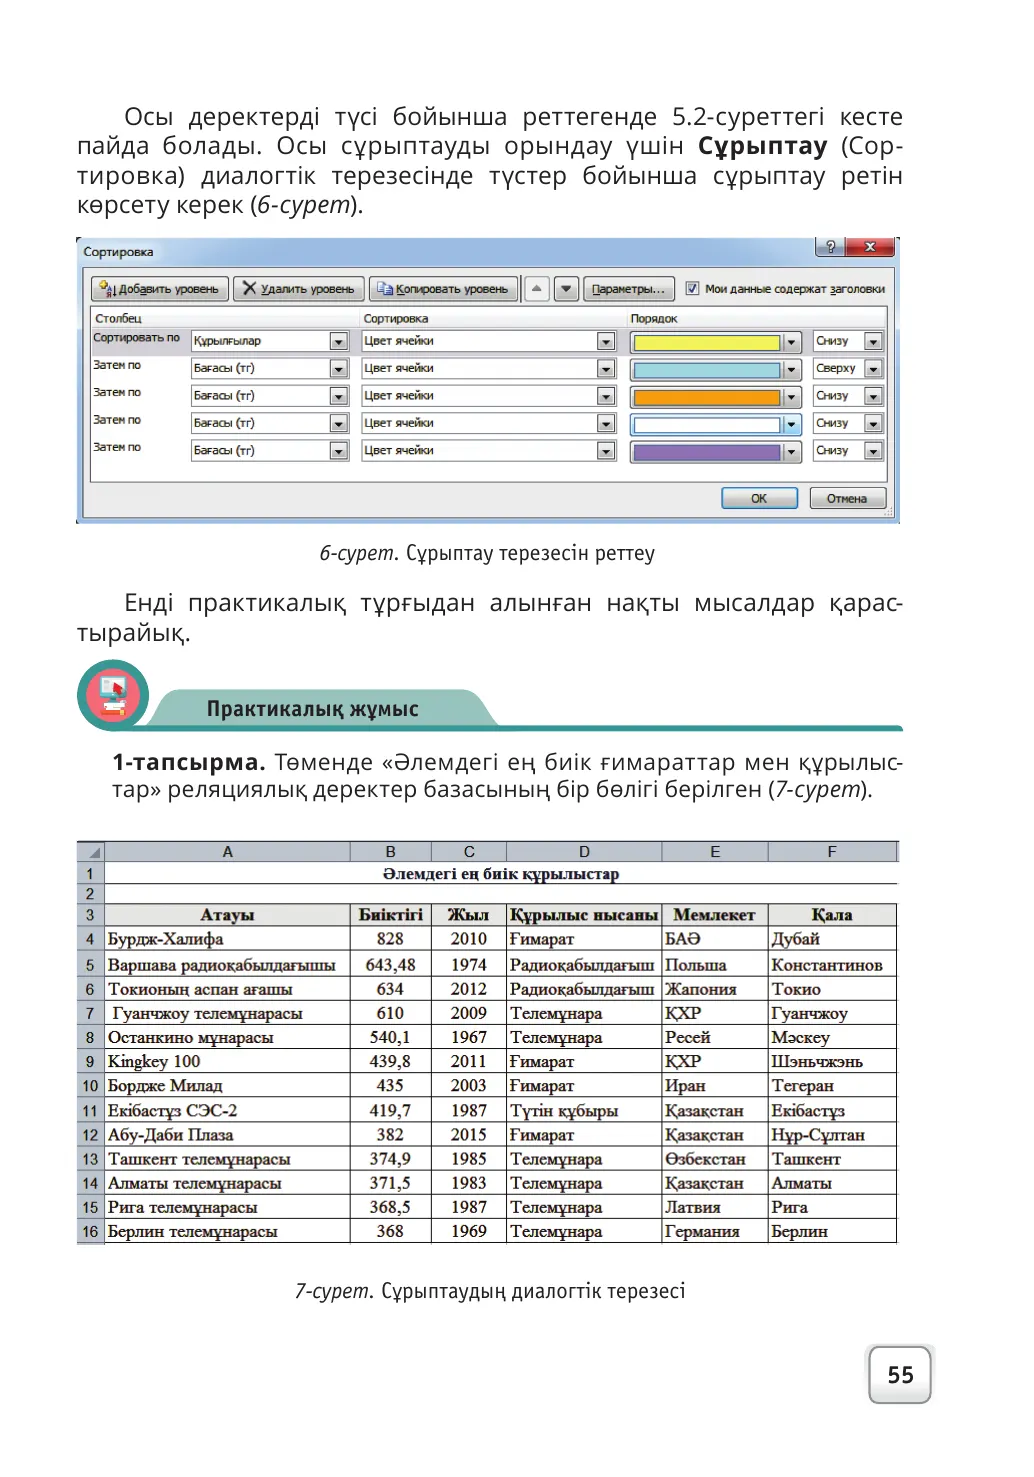 Осы деректерді түсі бойынша реттегенде 5.2-суреттегі кесте
пайда болады. Осы сұрыптауды орындау үшін Сұрыптау (Сор-
тировка) диалогтік терезесінде түстер бойынша сұрыптау ретін
көрсету керек (6-сурет).
Сортировка
Добавить уровень Удалить уровень Копировать уровень Параметры... Мои данные содержат заголовки
Столбец Сортировка Порядок
Сортировать по Құрылғылар Цвет ячейки Снизу
Затем по Бағасы (тг) Цвет ячейки Сверху
Затем по Бағасы (тг) Цвет ячейки Снизу
Затем по Бағасы (тг) Цвет ячейки Снизу
Затем по Бағасы (тг) Цвет ячейки Снизу
ОК Отмена
6-сурет. Сұрыптау терезесін реттеу
Енді практикалық тұрғыдан алынған нақты мысалдар қарас-
тырайық.
Практикалық жұмыс
1-тапсырма. Төменде «Әлемдегі ең биік ғимараттар мен құрылыс-
тар» реляциялық деректер базасының бір бөлігі берілген (7-сурет).
A B C D E F
1 Әлемдегі ең биік құрылыстар
2
3 Атауы Биіктігі Жыл Құрылыс нысаны Мемлекет Қала
4 Бурдж-Халифа 828 2010 Ғимарат БАӘ Дубай
5 Варшава радиоқабылдағышы 643,48 1974 Радиоқабылдағыш Польша Константинов
6 Токионың аспан ағашы 634 2012 Радиоқабылдағыш Жапония Токио
7 Гуанчжоу телемұнарасы 610 2009 Телемұнара ҚХР Гуанчжоу
8 Останкино мұнарасы 540,1 1967 Телемұнара Ресей Мәскеу
9 Kingkey 100 439,8 2011 Ғимарат ҚХР Шэньчжэнь
10 Бордже Милад 435 2003 Ғимарат Иран Тегеран
11 Екібастұз СЭС-2 419,7 1987 Түтін құбыры Қазақстан Екібастұз
12 Абу-Даби Плаза 382 2015 Ғимарат Қазақстан Нұр-Сұлтан
13 Ташкент телемұнарасы 374,9 1985 Телемұнара Өзбекстан Ташкент
14 Алматы телемұнарасы 371,5 1983 Телемұнара Қазақстан Алматы
15 Рига телемұнарасы 368,5 1987 Телемұнара Латвия Рига
16 Берлин телемұнарасы 368 1969 Телемұнара Германия Берлин
7-сурет. Сұрыптаудың диалогтік терезесі
55